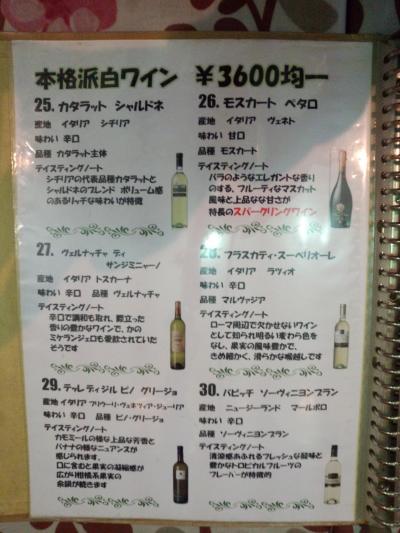 本格派白ワイン ￥3600均一
25. カタラット シャルドネ
産地 イタリア シチリア
味わい 辛口
品種 カタラット主体
テイスティングノート
シチリアの代表品種カタラットと
シャルドネのブレンド ボリューム感
のあるリッチな味わいが特徴
26. モスカート ペタロ
産地 イタリア ヴェネト
味わい 甘口
品種 モスカート
テイスティングノート
バラのようなエレガントな香り
のする、フルーティなマスカット
風味と上品なな甘さが
特長のスパークリングワイン
27. ヴェルナッチャ ディ
サンジミニャーノ
産地 イタリア トスカーナ
味わい 辛口 品種 ヴェルナッチャ
テイスティングノート
辛口で調和も取れ、際立った
香りの豊かなワインで、かの
ミケランジェロも愛飲されていた
そうです
28. フラスカティ・スーペリオーレ
産地 イタリア ラツィオ
味わい 辛口
品種 マルヴァジア
テイスティングノート
ローマ周辺で欠かせないワイン
として知られ明るい麦わら色を
なし、果実の風味豊かで、
きめ細かく、滑らかな喉越しです
29. テッレディジル ピノ グリージョ
産地 イタリア フリウーリ・ヴェネツィア・ジューリア
味わい 辛口 品種 ピノ・グリージョ
テイスティングノート
カモミールの様な上品な芳香と
バナナの様なニュアンスが
感じられます。
口に含むと果実の凝縮感が
広がり柑橘系果実の
余韻が続きます
30. バビッチ ソーヴィニヨンブラン
産地 ニュージーランド マールボロ
味わい 辛口
品種 ソーヴィニヨンブラン
テイスティングノート
清涼感あふれるフレッシュな酸味と
豊かなトロピカルフルーツの
フレーバーが特徴的